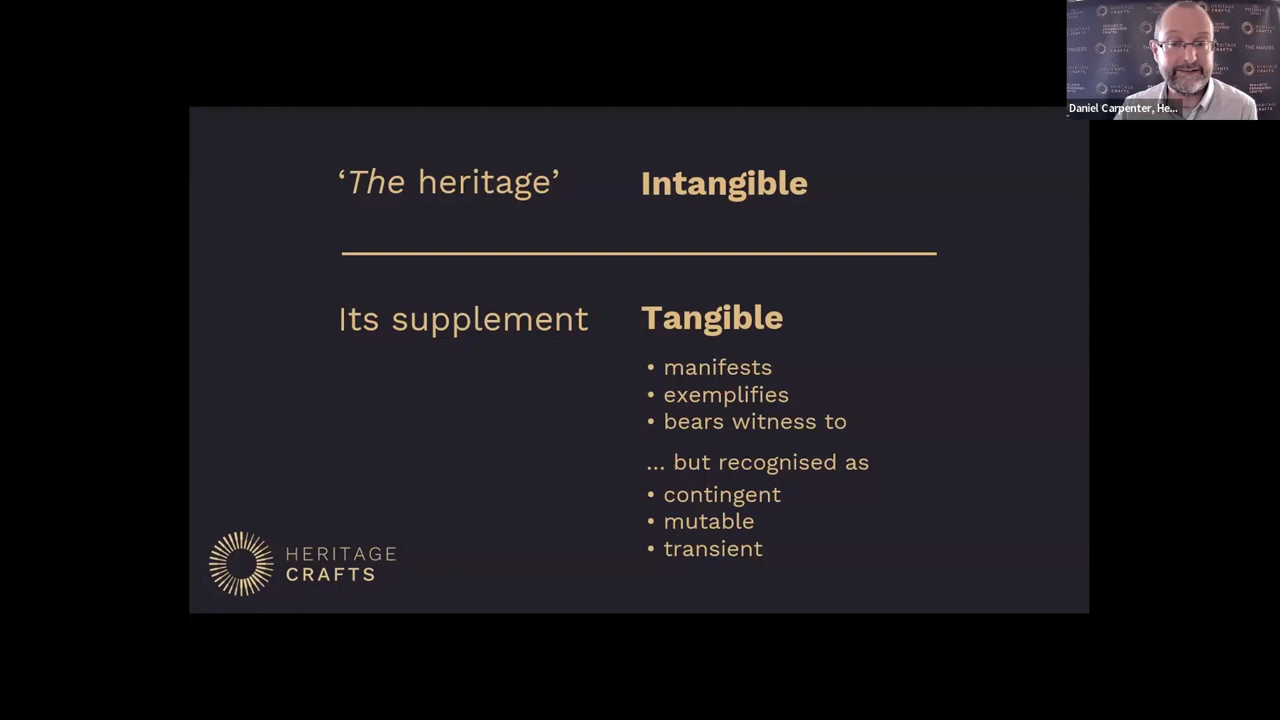 ‘The heritage’ Intangible
Its supplement Tangible
• manifests
• exemplifies
• bears witness to
... but recognised as
• contingent
• mutable
• transient
HERITAGE
CRAFTS
Daniel Carpenter, He...